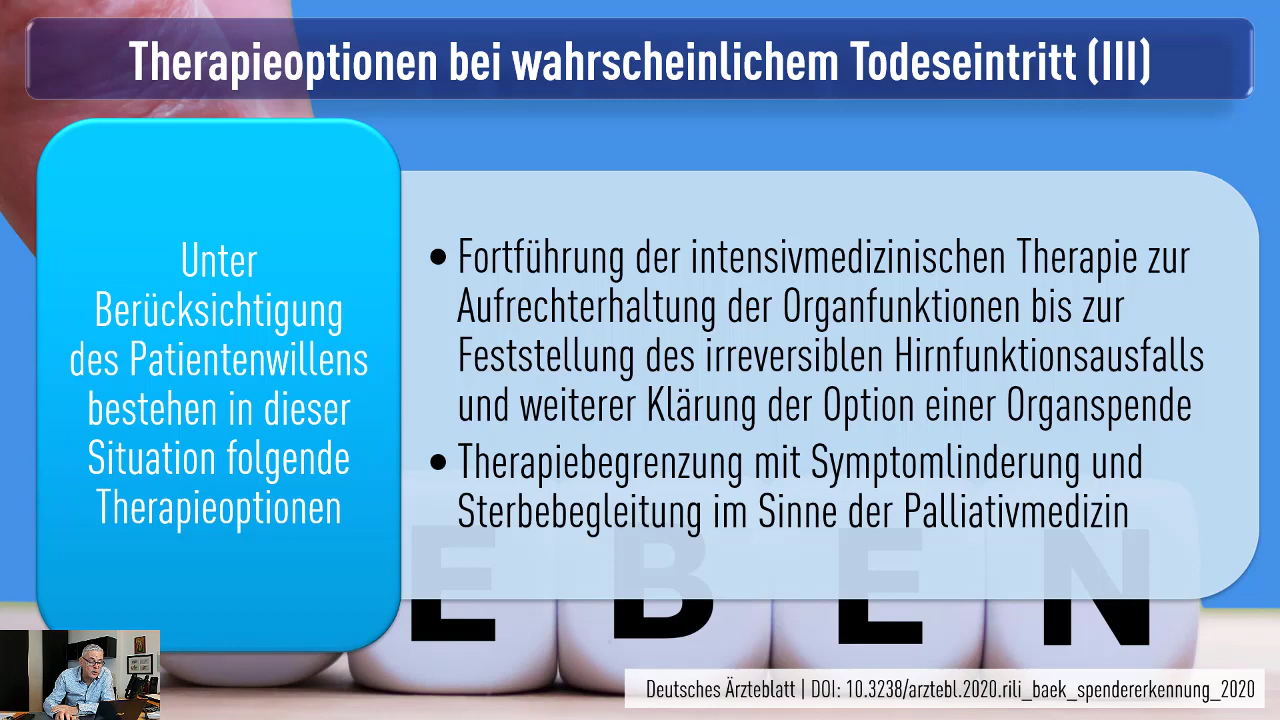 Therapieoptionen bei wahrscheinlichem Todeseintritt (III)
Unter
Berücksichtigung
des Patientenwillens
bestehen in dieser
Situation folgende
Therapieoptionen
• Fortführung der intensivmedizinischen Therapie zur
Aufrechterhaltung der Organfunktionen bis zur
Feststellung des irreversiblen Hirnfunktionsausfalls
und weiterer Klärung der Option einer Organspende
• Therapiebegrenzung mit Symptomlinderung und
Sterbebegleitung im Sinne der Palliativmedizin
E B E N
Deutsches Ärzteblatt | DOI: 10.3238/arztebl.2020.rili_baek_spendererkennung_2020